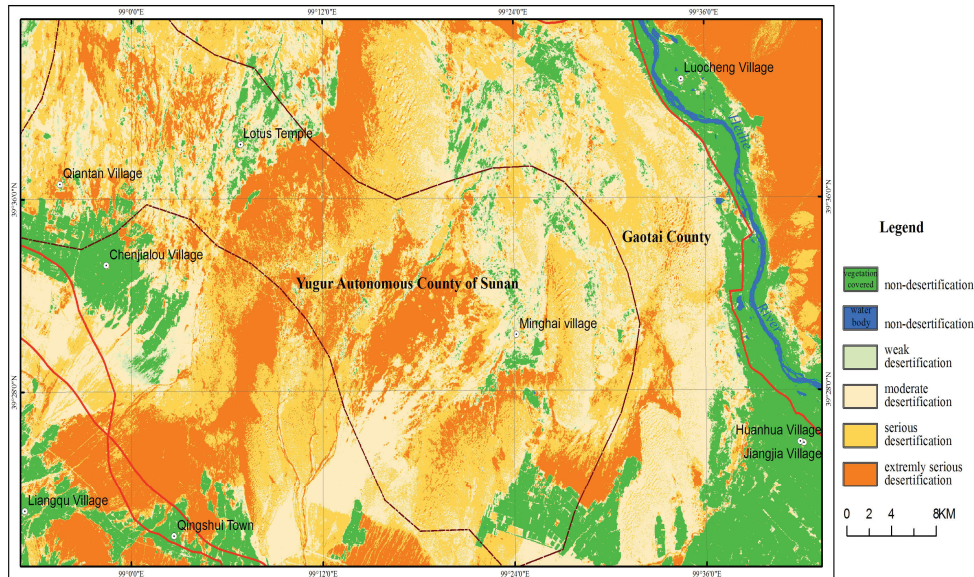 99°0'0"E 99°12'0"E 99°24'0"E 99°36'0"E
Luocheng Village
Heihe
Lotus Temple
Qiantan Village
39°30'0"N 39°30'0"N
Gaotai County
Chenjialou Village
Yugur Autonomous County of Sunan
River
Minghai village
39°28'0"N 39°28'0"N
Huanhua Village
Jiangjia Village
Liangqu Village
Qingshui Town
99°0'0"E 99°12'0"E 99°24'0"E 99°36'0"E
Legend
vegetation
covered
non-desertification
water
body
non-desertification
weak
desertification
moderate
desertification
serious
desertification
extremly serious
desertification
0 2 4 8KM